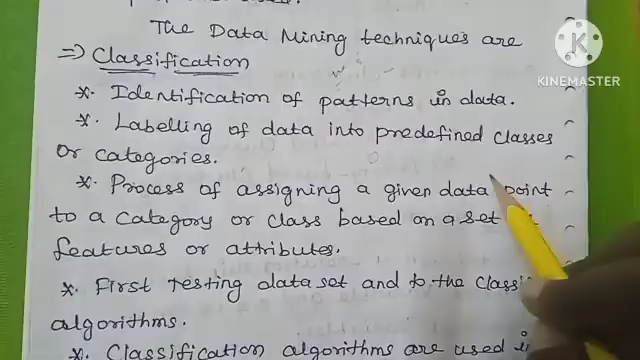 The Data Mining techniques are
=> Classification
*. Identification of patterns in data.
*. Labelling of data into predefined classes
or categories.
*. Process of assigning a given data point
to a category or class based on a set
features or attributes.
*. First testing data set and to the
algorithms.
*. Classification algorithms are used in
KINEMASTER